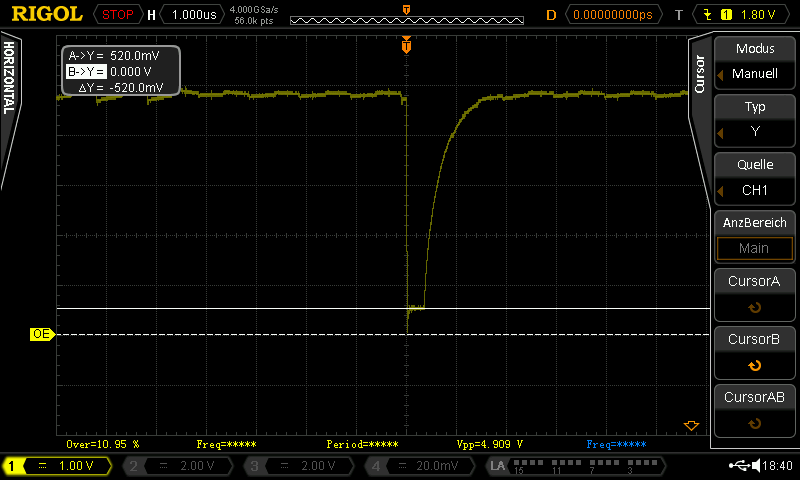 RIGOL STOP H 1.000us 4.000GSa/s 56.0k pts D 0.00000000ps T 1 1.80 V
HORIZONTAL
A->Y = 520.0mV
B->Y = 0.000 V
ΔY = -520.0mV
T
OE
Cursor
Modus
Manuell
Typ
Y
Quelle
CH1
AnzBereich
Main
CursorA
CursorB
CursorAB
Over=10.95 % Freq=***** Period=***** Vpp=4.909 V Freq=*****
1 1.00 V 2 2.00 V 3 2.00 V 4 20.0mV LA 15 11 7 3 18:40